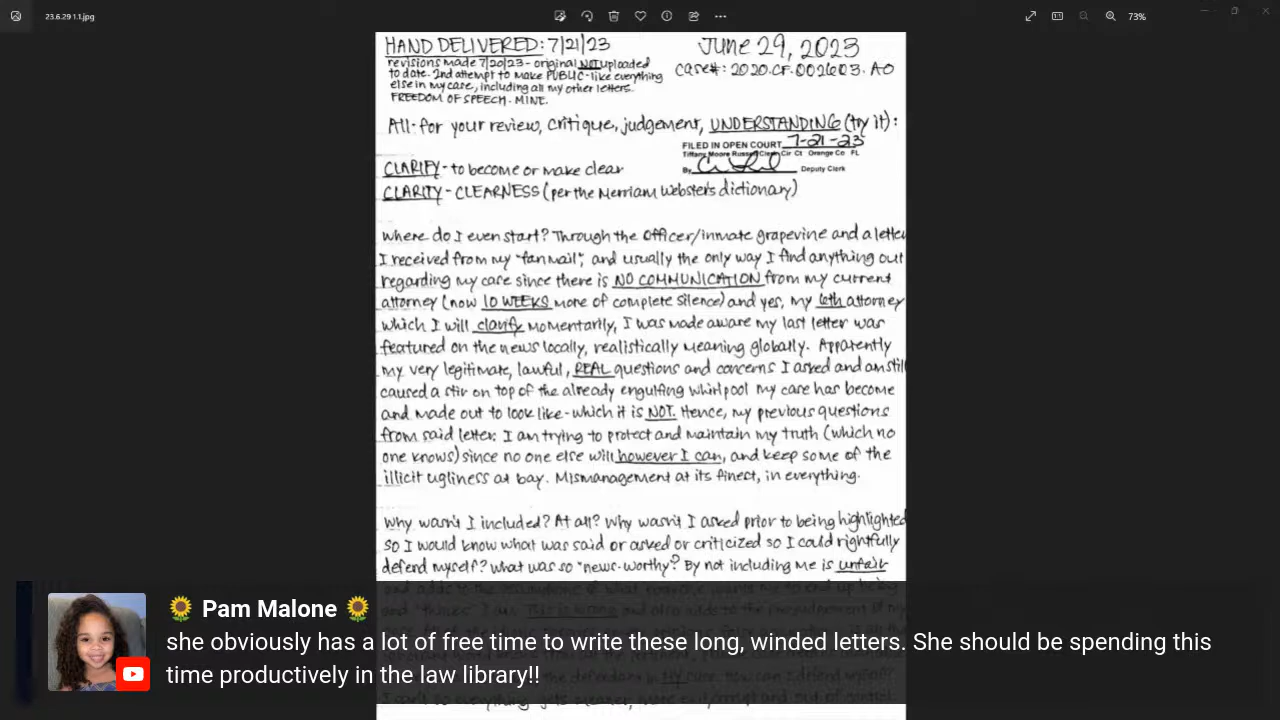 23.6.29 1.1.jpg
73%
HAND DELIVERED: 7/21/23
revisions made 7/20/23 - original NOT uploaded
to date. 2nd attempt to make PUBLIC - like everything
else in my case, including all my other letters.
FREEDOM OF SPEECH - MINE.
JUNE 29, 2023
Case#: 2020.CF.002603.AO
All - for your review, critique, judgement, UNDERSTANDING (try it):
FILED IN OPEN COURT 7-21-23
Tiffany Moore Russell Clerk Cir Ct Orange Co FL
By Deputy Clerk
CLARIFY - to become or make clear
CLARITY - CLEARNESS (per the Merriam Webster's dictionary)
Where do I even start? Through the officer/inmate grapevine and a letter
I received from my "fan mail", and usually the only way I find anything out
regarding my case since there is NO COMMUNICATION from my current
attorney (now 10 WEEKS more of complete silence) and yes, my 6th attorney
which I will clarify momentarily, I was made aware my last letter was
featured on the news locally, realistically meaning globally. Apparently
my very legitimate, lawful, REAL questions and concerns I asked and am still
caused a stir on top of the already engulfing whirlpool my case has become
and made out to look like - which it is NOT. Hence, my previous questions
from said letter. I am trying to protect and maintain my truth (which no
one knows) since no one else will however I can, and keep some of the
illicit ugliness at bay. Mismanagement at its finest, in everything.
Why wasn't I included? At all? Why wasn't I asked prior to being highlighted
so I would know what was said or asked or criticized so I could rightfully
defend myself? What was so "news-worthy"? By not including me is unfair
🌻 Pam Malone 🌻
she obviously has a lot of free time to write these long, winded letters. She should be spending this
time productively in the law library!!